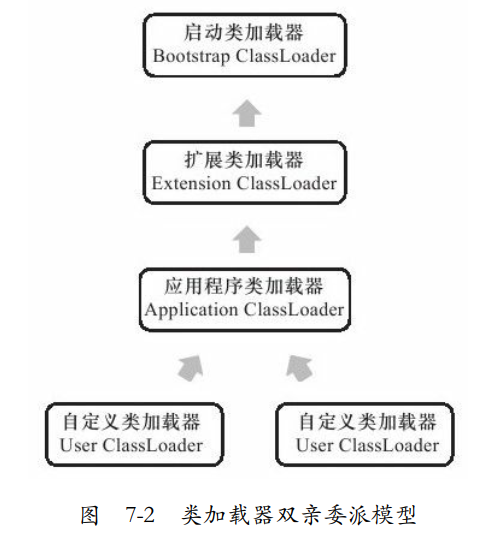 启动类加载器
Bootstrap ClassLoader
扩展类加载器
Extension ClassLoader
应用程序类加载器
Application ClassLoader
自定义类加载器
User ClassLoader
自定义类加载器
User ClassLoader
图 7-2 类加载器双亲委派模型